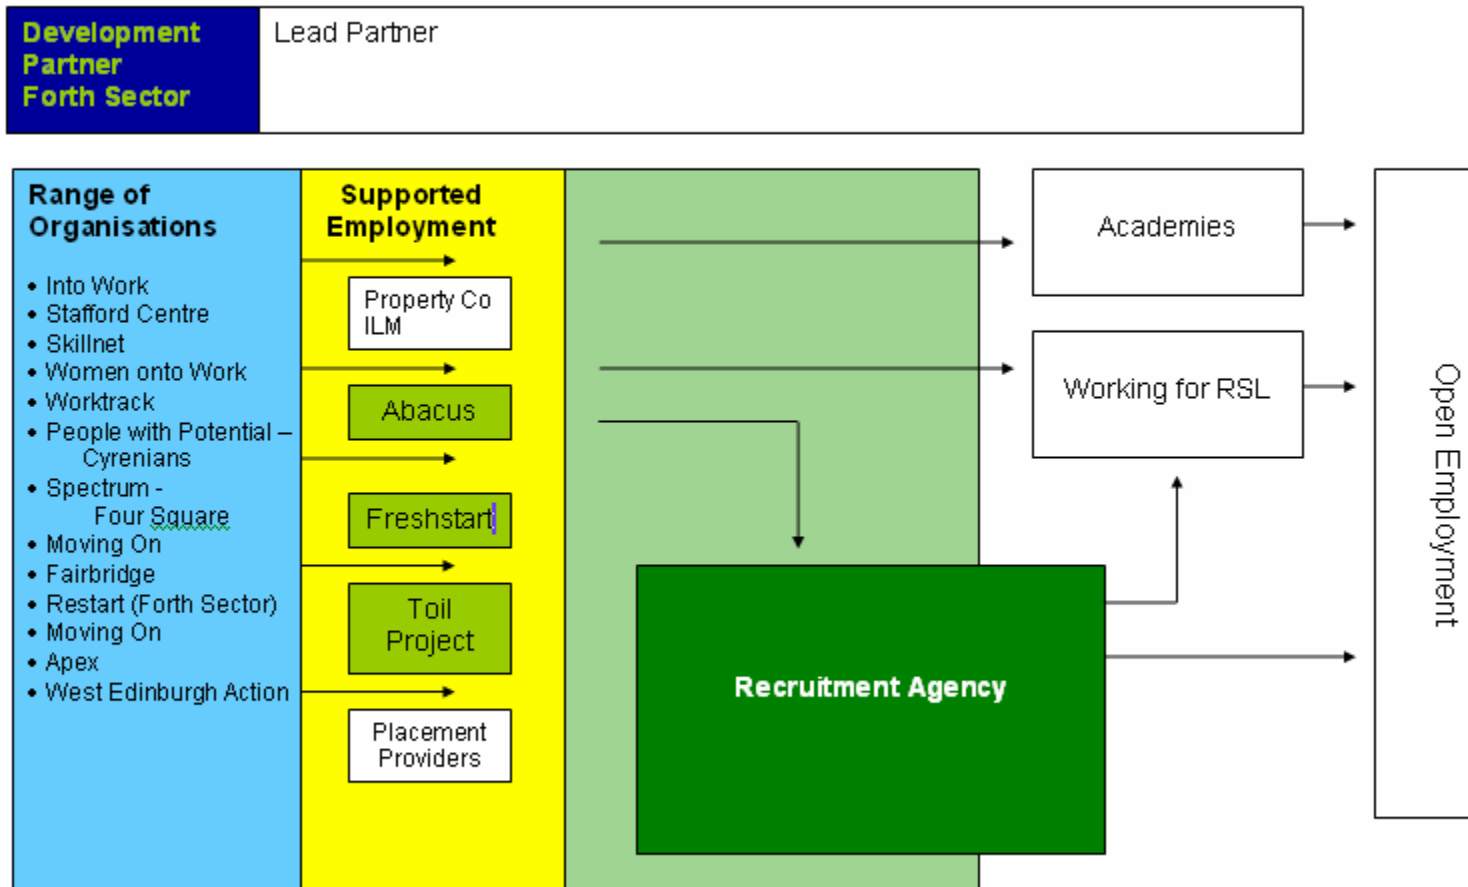 Development
Partner
Forth Sector
Lead Partner
Range of
Organisations
• Into Work
• Stafford Centre
• Skillnet
• Women onto Work
• Worktrack
• People with Potential –
Cyrenians
• Spectrum -
Four Square
• Moving On
• Fairbridge
• Restart (Forth Sector)
• Moving On
• Apex
• West Edinburgh Action
Supported
Employment
Property Co
ILM
Abacus
Freshstart
Toil
Project
Placement
Providers
Recruitment Agency
Academies
Working for RSL
Open Employment